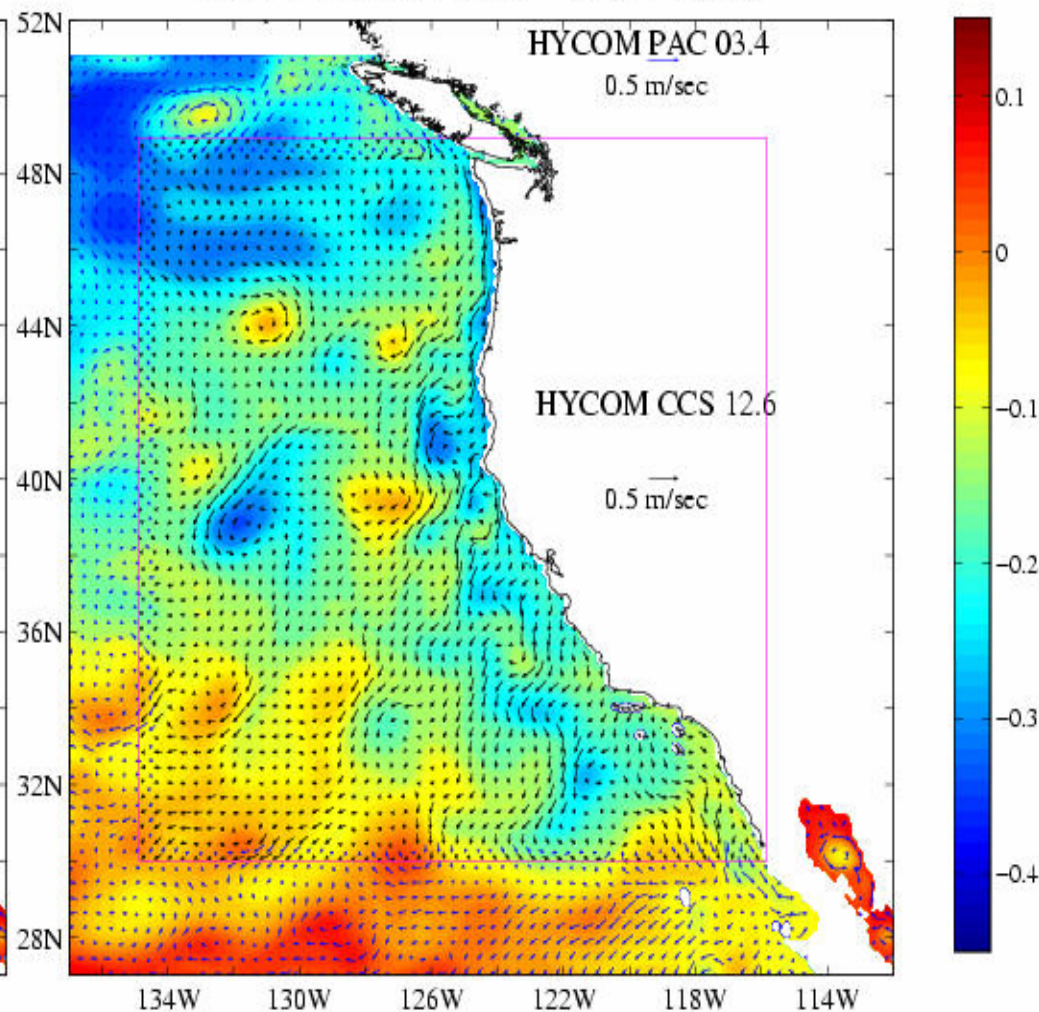 52N
HYCOM PAC 03.4
0.5 m/sec
0.1
48N
0
44N
HYCOM CCS 12.6
-0.1
40N
0.5 m/sec
-0.2
36N
-0.3
32N
-0.4
28N
134W 130W 126W 122W 118W 114W